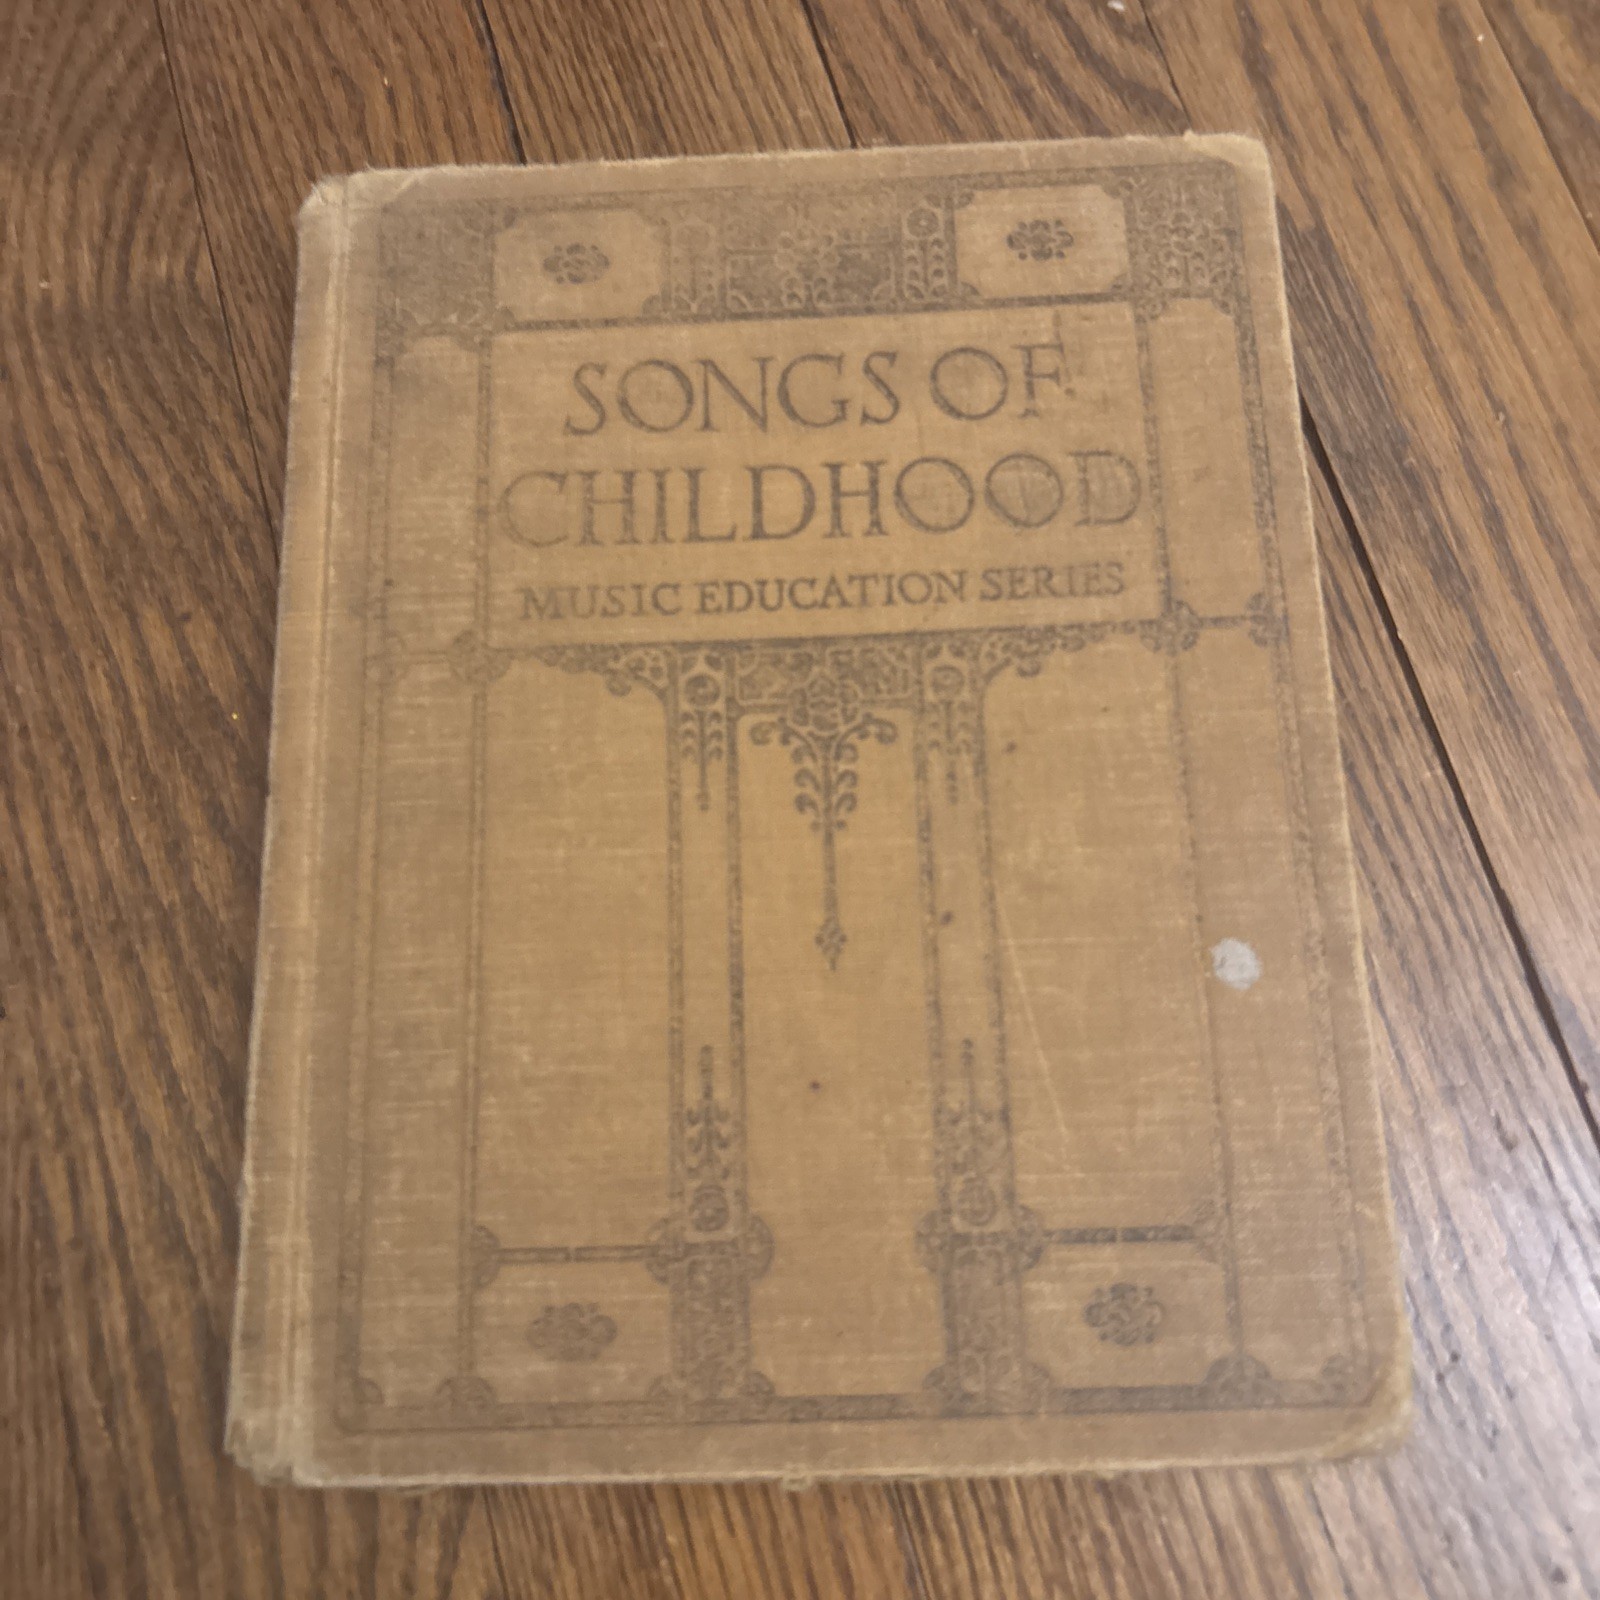 SONGS OF
CHILDHOOD
MUSIC EDUCATION SERIES